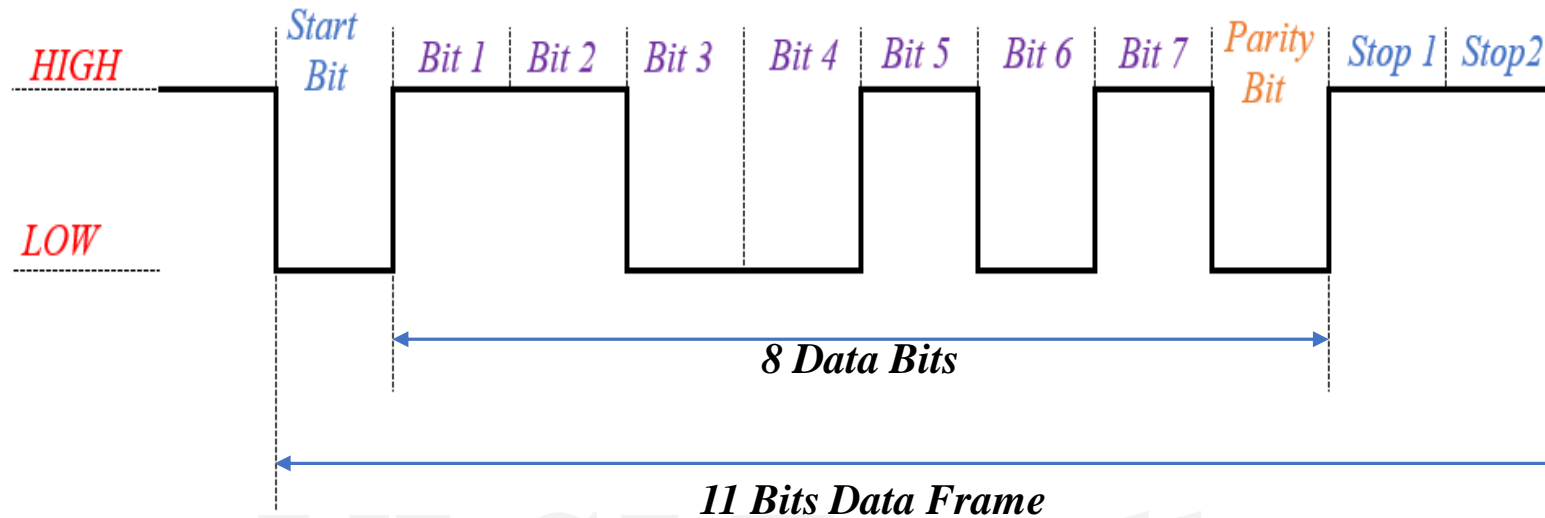 Start
Bit
Bit 1
Bit 2
Bit 3
Bit 4
Bit 5
Bit 6
Bit 7
Parity
Bit
Stop 1
Stop2
HIGH
LOW
8 Data Bits
11 Bits Data Frame